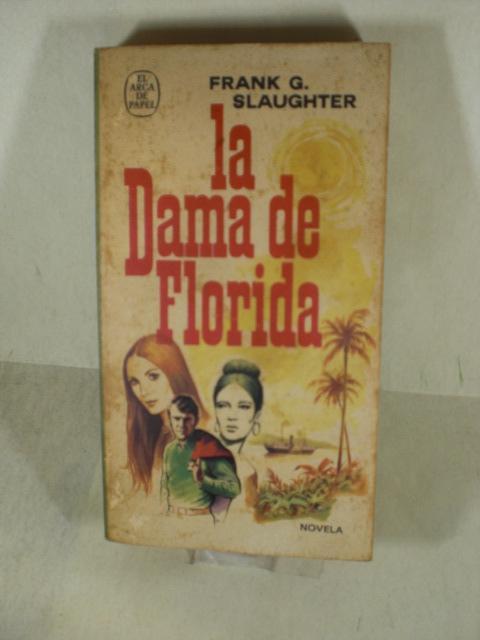 EL
ARCA
DE
PAPEL
FRANK G.
SLAUGHTER
la
Dama de
Florida
NOVELA